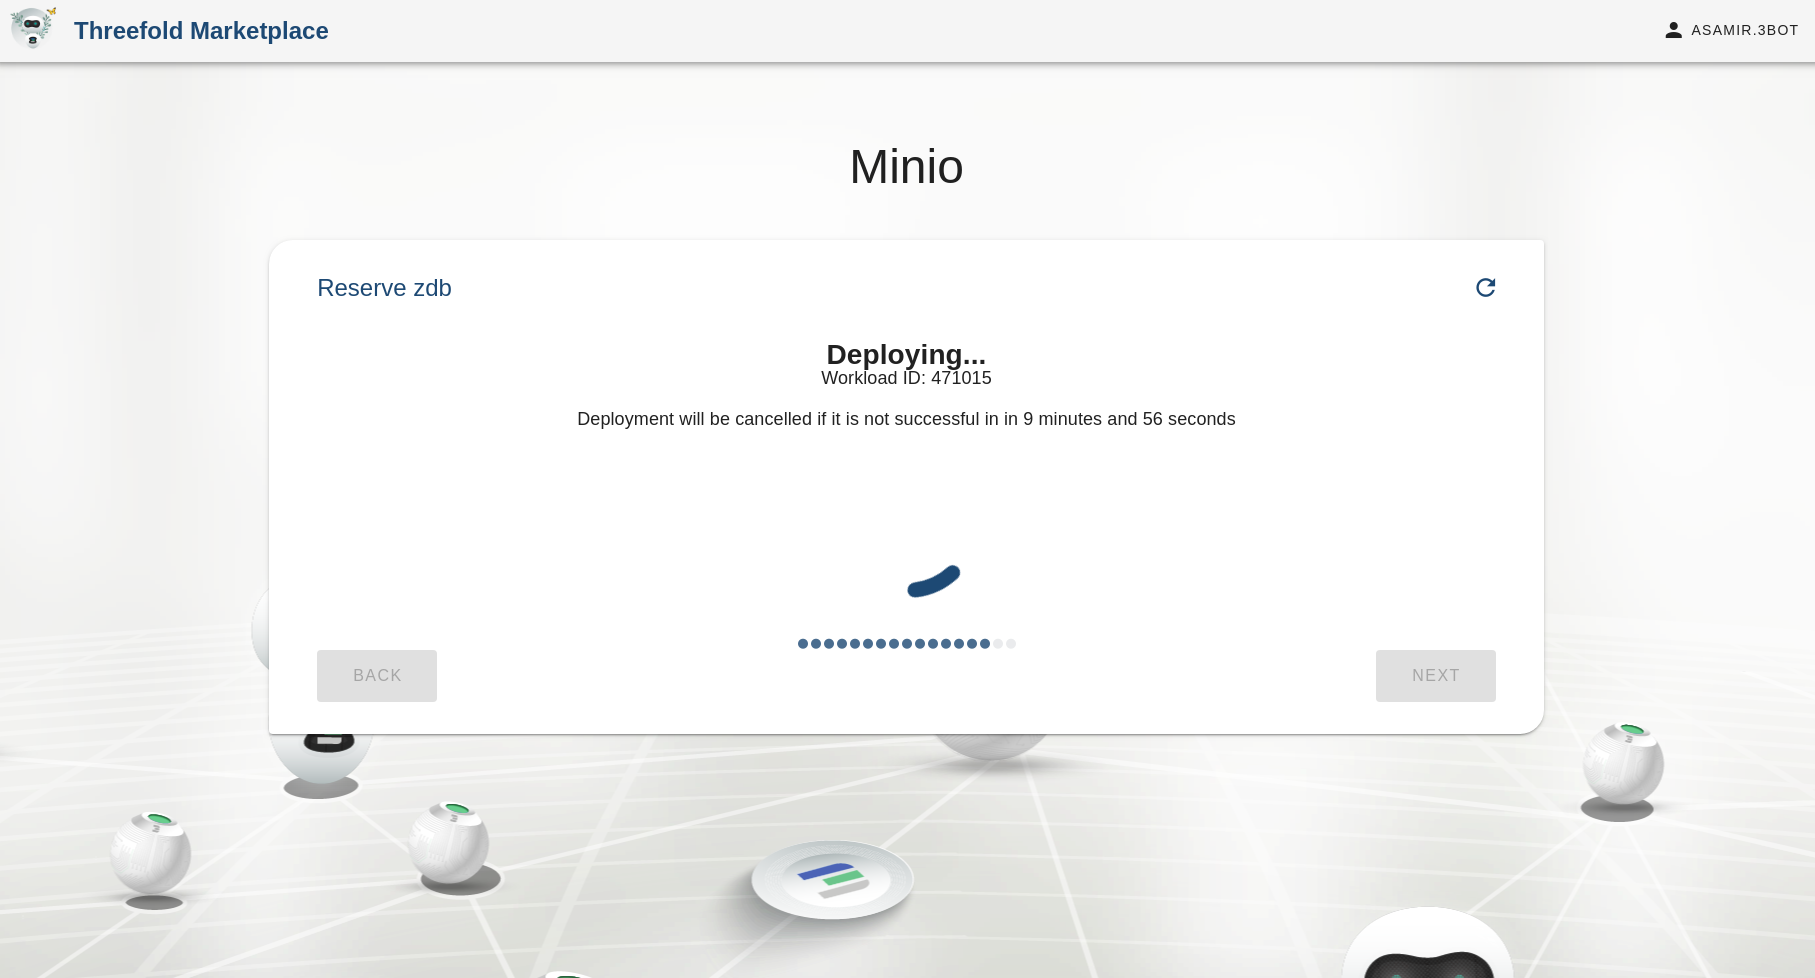 Threefold Marketplace
ASAMIR.3BOT
Minio
Reserve zdb
Deploying...
Workload ID: 471015
Deployment will be cancelled if it is not successful in in 9 minutes and 56 seconds
BACK
NEXT